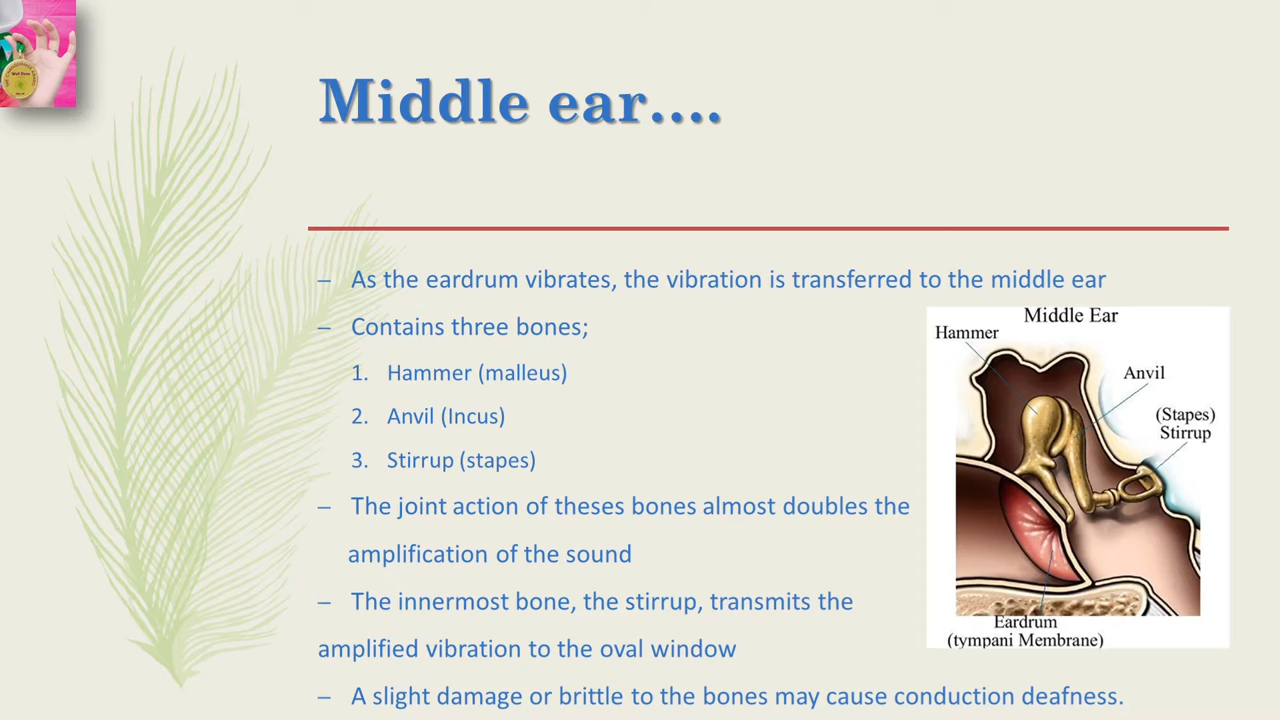 Well Done
Middle ear....
– As the eardrum vibrates, the vibration is transferred to the middle ear
– Contains three bones;
1. Hammer (malleus)
2. Anvil (Incus)
3. Stirrup (stapes)
– The joint action of theses bones almost doubles the
amplification of the sound
– The innermost bone, the stirrup, transmits the
amplified vibration to the oval window
– A slight damage or brittle to the bones may cause conduction deafness.
Middle Ear
Hammer
Anvil
(Stapes)
Stirrup
Eardrum
(tympani Membrane)